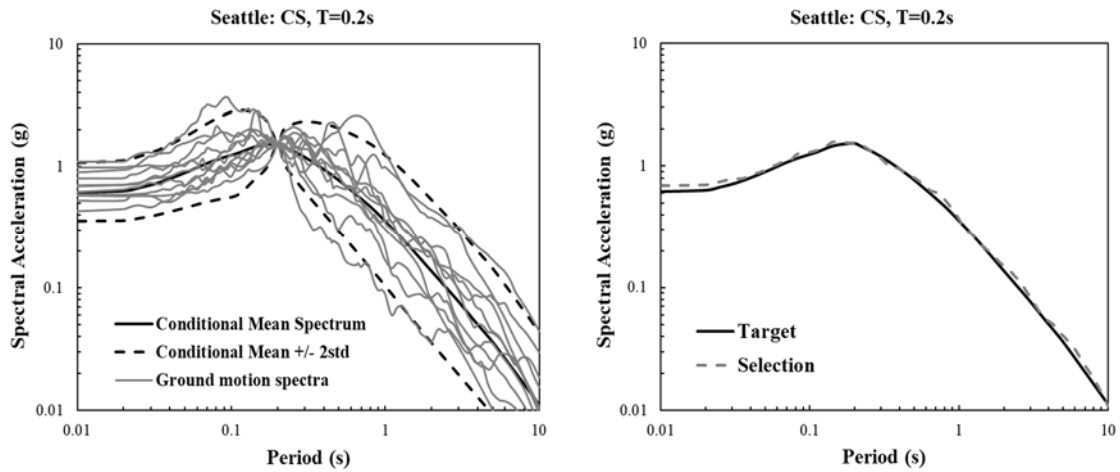 Seattle: CS, T=0.2s
10
1
0.1
0.01
Spectral Acceleration (g)
Conditional Mean Spectrum
Conditional Mean +/- 2std
Ground motion spectra
0.01
0.1
1
10
Period (s)
Seattle: CS, T=0.2s
10
1
0.1
0.01
Spectral Acceleration (g)
Target
Selection
0.01
0.1
1
10
Period (s)